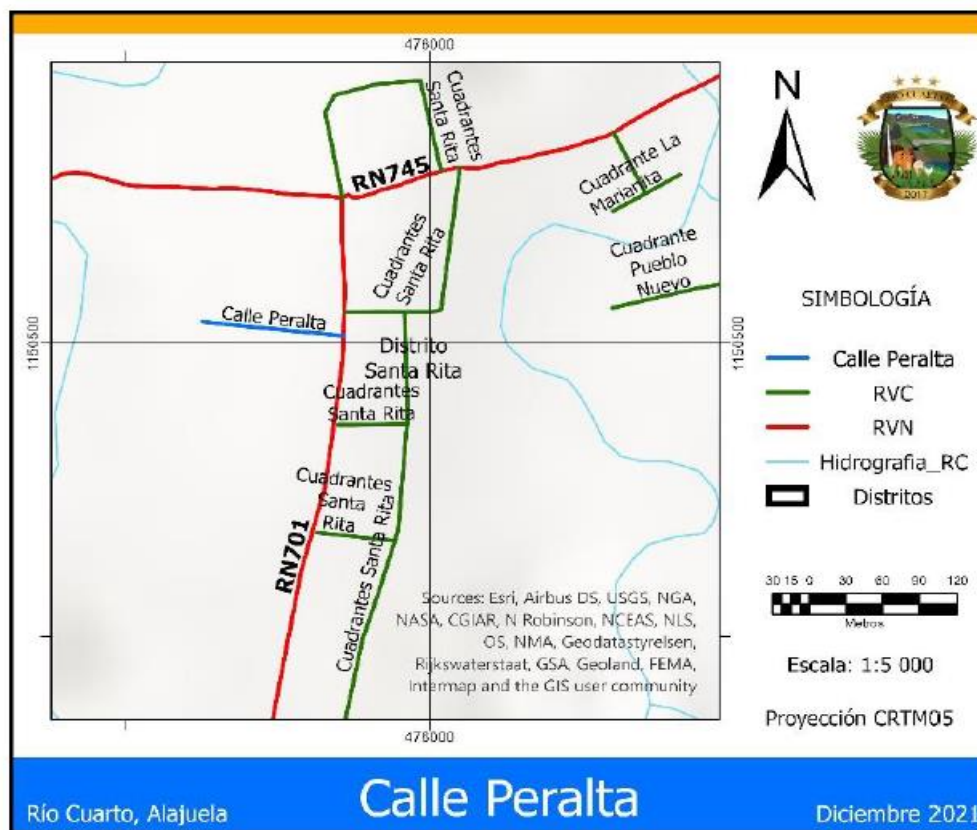 476000
Cuadrantes
Santa Rita
RN745
Cuadrante La
Marianita
Cuadrantes
Santa Rita
Cuadrante
Pueblo
Nuevo
Calle Peralta
1150500
1150500
Distrito
Santa Rita
Cuadrantes
Santa Rita
Cuadrantes
Santa
Rita
RN701
Cuadrantes Santa Rita
Sources: Esri, Airbus DS, USGS, NGA,
NASA, CGIAR, N Robinson, NCEAS, NLS,
OS, NMA, Geodatastyrelsen,
Rijkswaterstaat, GSA, Geoland, FEMA,
Intermap and the GIS user community
476000
N
RIO CUARTO
2017
SIMBOLOGÍA
Calle Peralta
RVC
RVN
Hidrografia_RC
Distritos
30 15 0 30 60 90 120
Metros
Escala: 1:5 000
Proyección CRTM05
Río Cuarto, Alajuela
Calle Peralta
Diciembre 2021